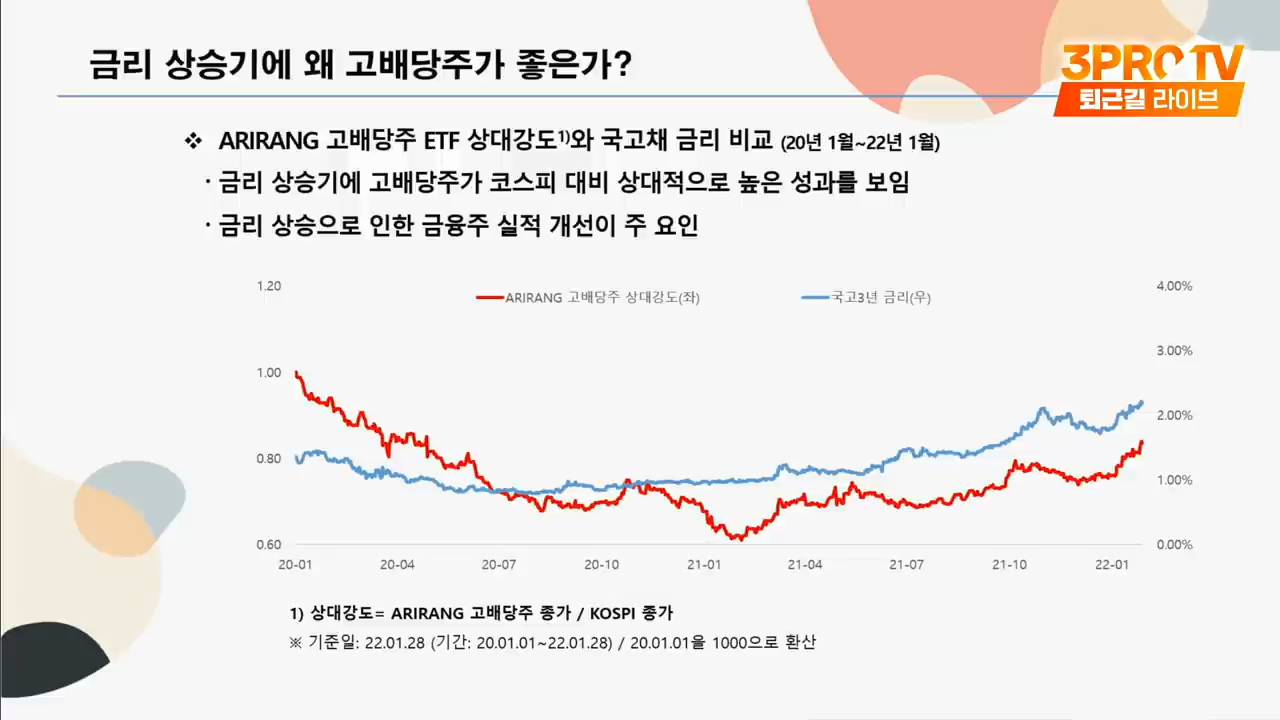 금리 상승기에 왜 고배당주가 좋은가?
3PRO TV
퇴근길 라이브
❖ ARIRANG 고배당주 ETF 상대강도1)와 국고채 금리 비교 (20년 1월~22년 1월)
· 금리 상승기에 고배당주가 코스피 대비 상대적으로 높은 성과를 보임
· 금리 상승으로 인한 금융주 실적 개선이 주 요인
ARIRANG 고배당주 상대강도(좌) 국고3년 금리(우)
1.20
1.00
0.80
0.60
4.00%
3.00%
2.00%
1.00%
0.00%
20-01 20-04 20-07 20-10 21-01 21-04 21-07 21-10 22-01
1) 상대강도= ARIRANG 고배당주 종가 / KOSPI 종가
※ 기준일: 22.01.28 (기간: 20.01.01~22.01.28) / 20.01.01을 1000으로 환산